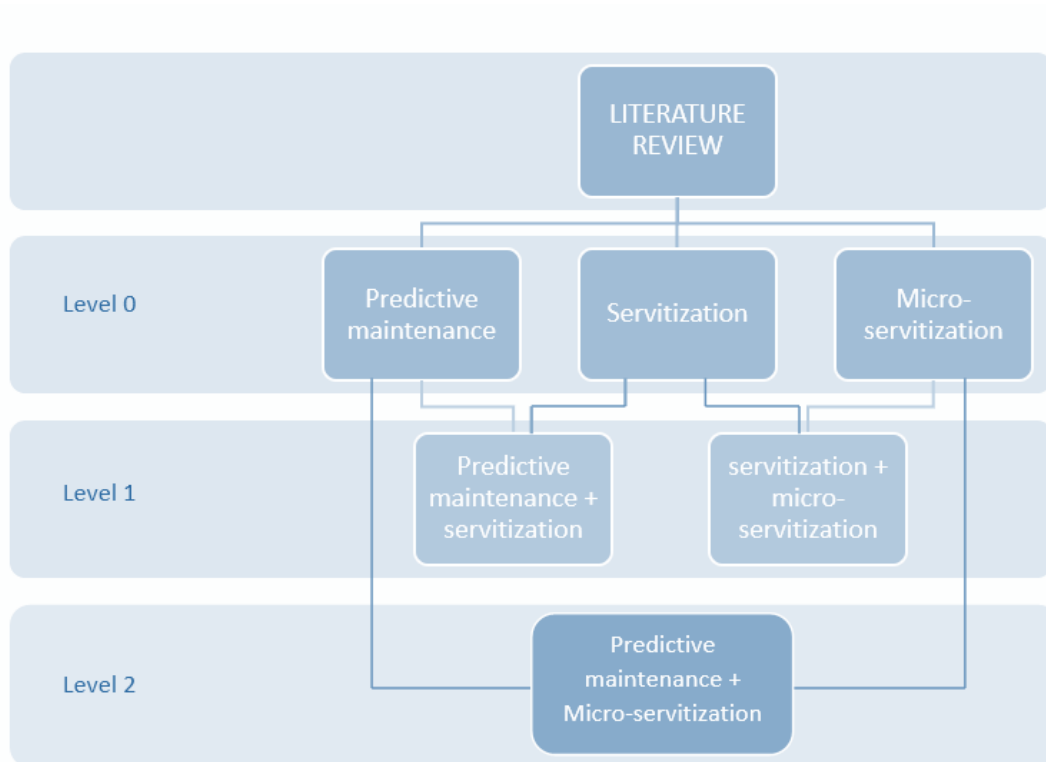 LITERATURE
REVIEW
Level 0
Predictive
maintenance
Servitization
Micro-
servitization
Level 1
Predictive
maintenance +
servitization
servitization +
micro-
servitization
Level 2
Predictive
maintenance +
Micro-servitization